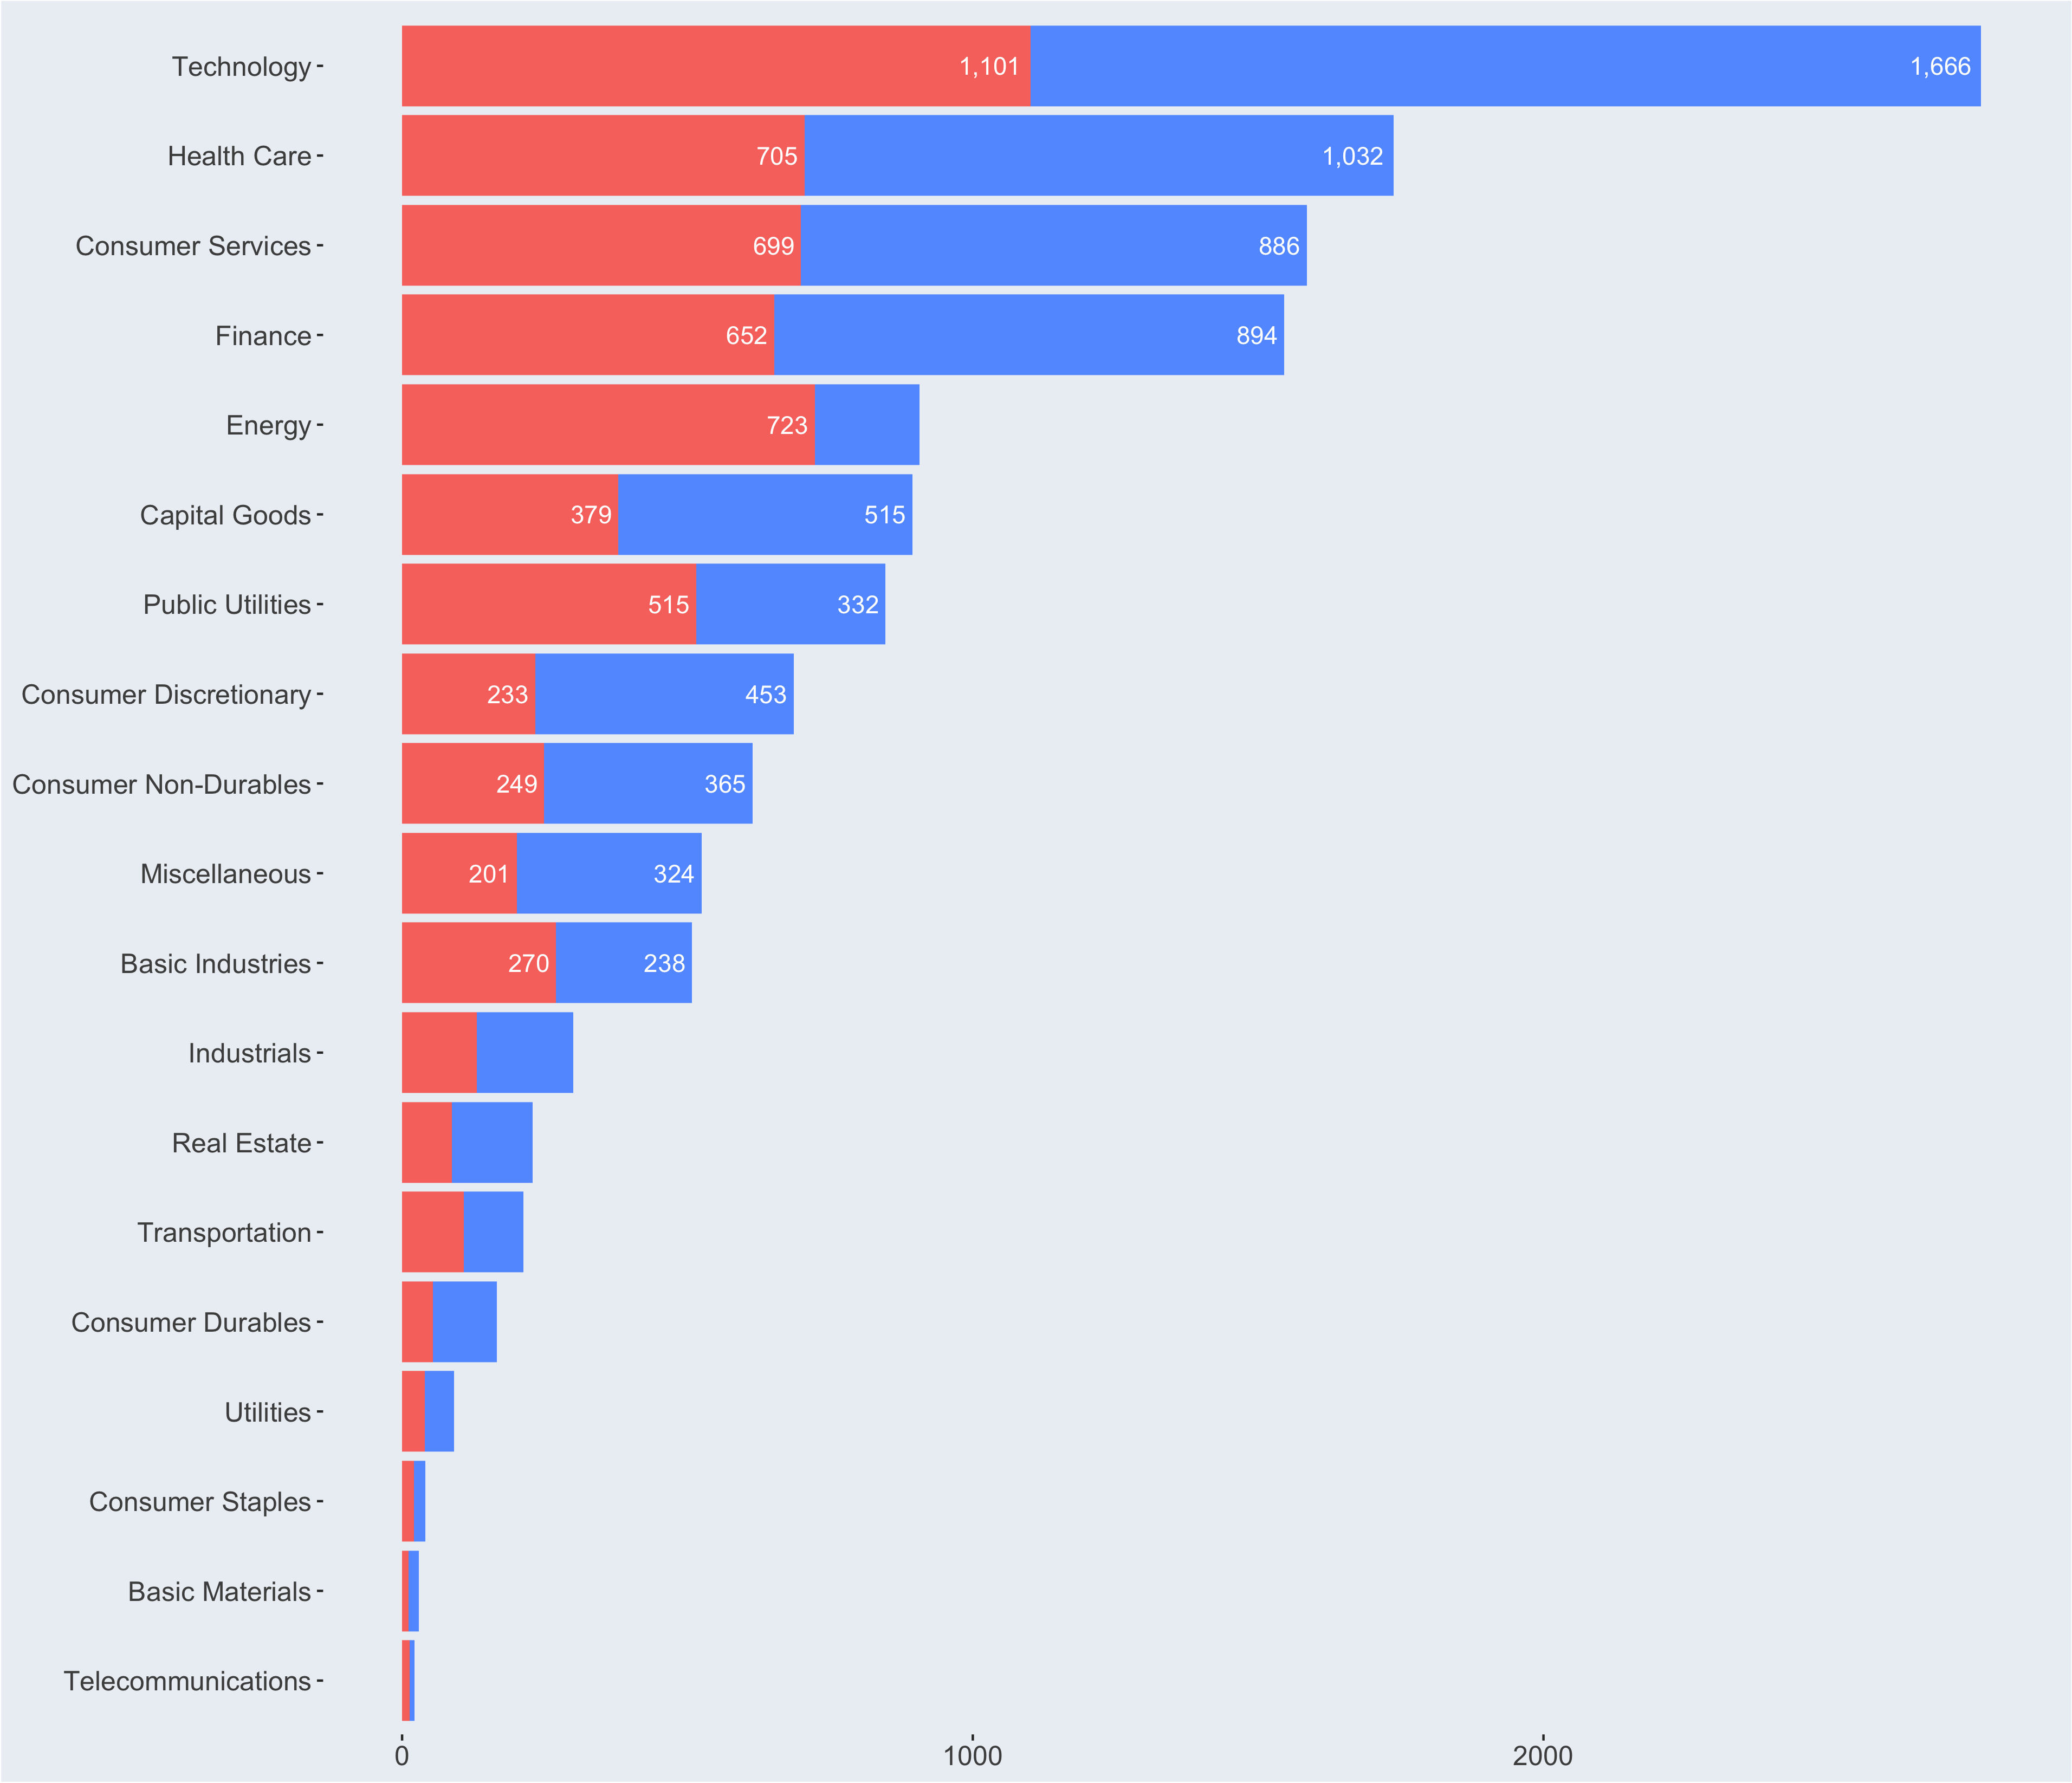 Technology 1,101 1,666
Health Care 705 1,032
Consumer Services 699 886
Finance 652 894
Energy 723
Capital Goods 379 515
Public Utilities 515 332
Consumer Discretionary 233 453
Consumer Non-Durables 249 365
Miscellaneous 201 324
Basic Industries 270 238
Industrials
Real Estate
Transportation
Consumer Durables
Utilities
Consumer Staples
Basic Materials
Telecommunications
0 1000 2000